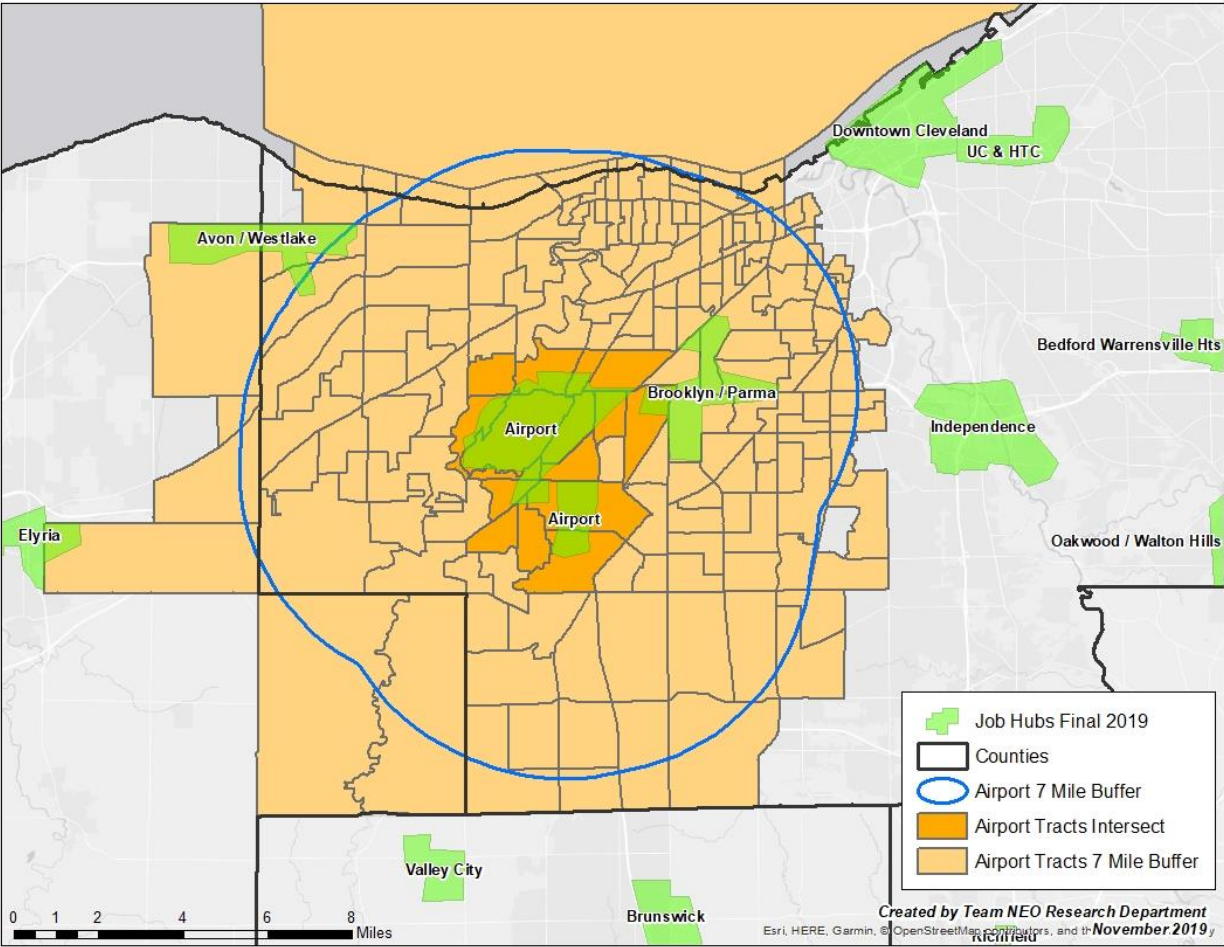 Downtown Cleveland
UC & HTC
Avon / Westlake
Bedford Warrensville Hts
Brooklyn / Parma
Airport
Independence
Airport
Elyria
Oakwood / Walton Hills
Job Hubs Final 2019
Counties
Airport 7 Mile Buffer
Airport Tracts Intersect
Airport Tracts 7 Mile Buffer
Valley City
Brunswick
0 1 2 4 6 8
Miles
Created by Team NEO Research Department
Esri, HERE, Garmin, © OpenStreetMap contributors, and th
November 2019
Richfield